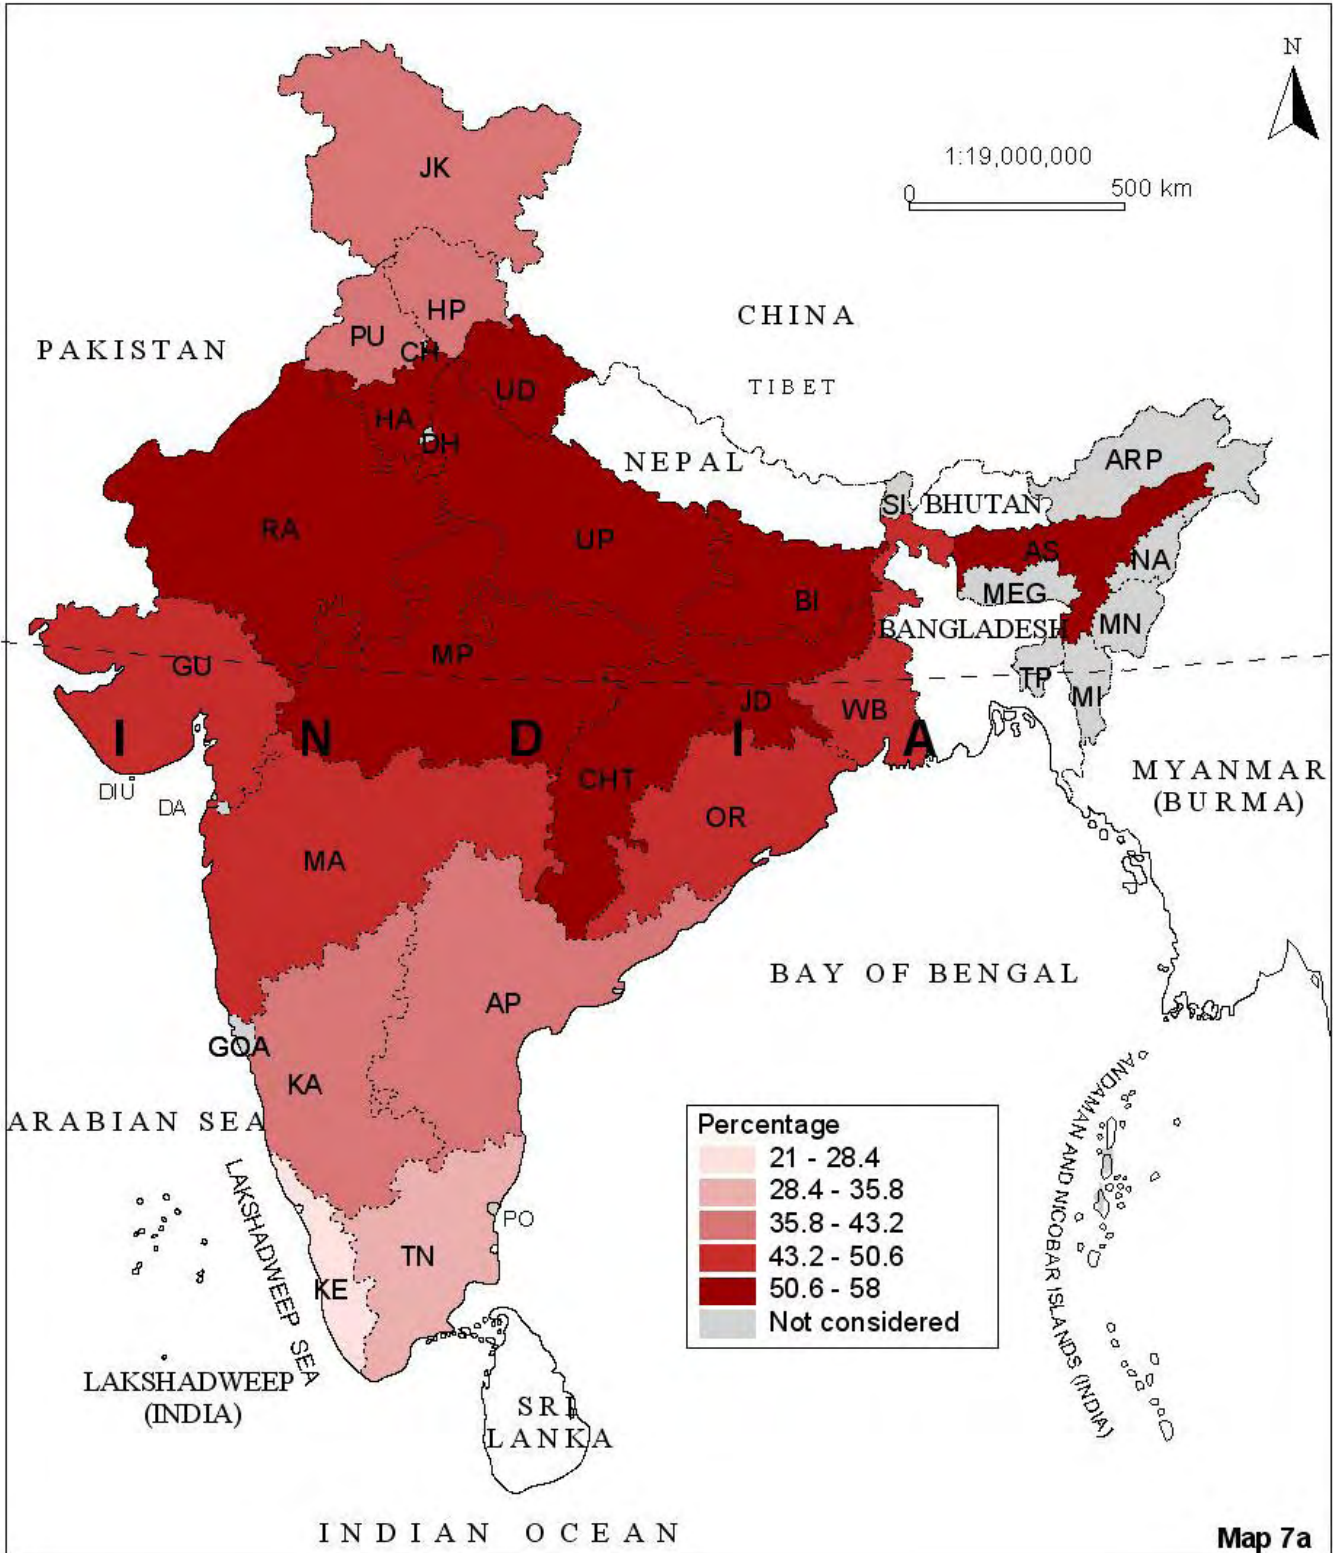 N
JK
1:19,000,000
0 500 km
HP
PU
CH
CHINA
PAKISTAN
TIBET
UD
HA
DH
NEPAL
ARP
SI
BHUTAN
RA
UP
AS
NA
BI
MEG
MN
BANGLADESH
MP
GU
TP
MI
JD
WB
I N D I A
CHT
DIU
DA
MYANMAR
(BURMA)
OR
MA
BAY OF BENGAL
AP
GOA
KA
ARABIAN SEA
ANDAMAN AND NICOBAR ISLANDS (INDIA)
LAKSHADWEEP SEA
Percentage
21 - 28.4
28.4 - 35.8
35.8 - 43.2
43.2 - 50.6
50.6 - 58
Not considered
PO
TN
KE
LAKSHADWEEP
(INDIA)
SRI
LANKA
INDIAN OCEAN
Map 7a